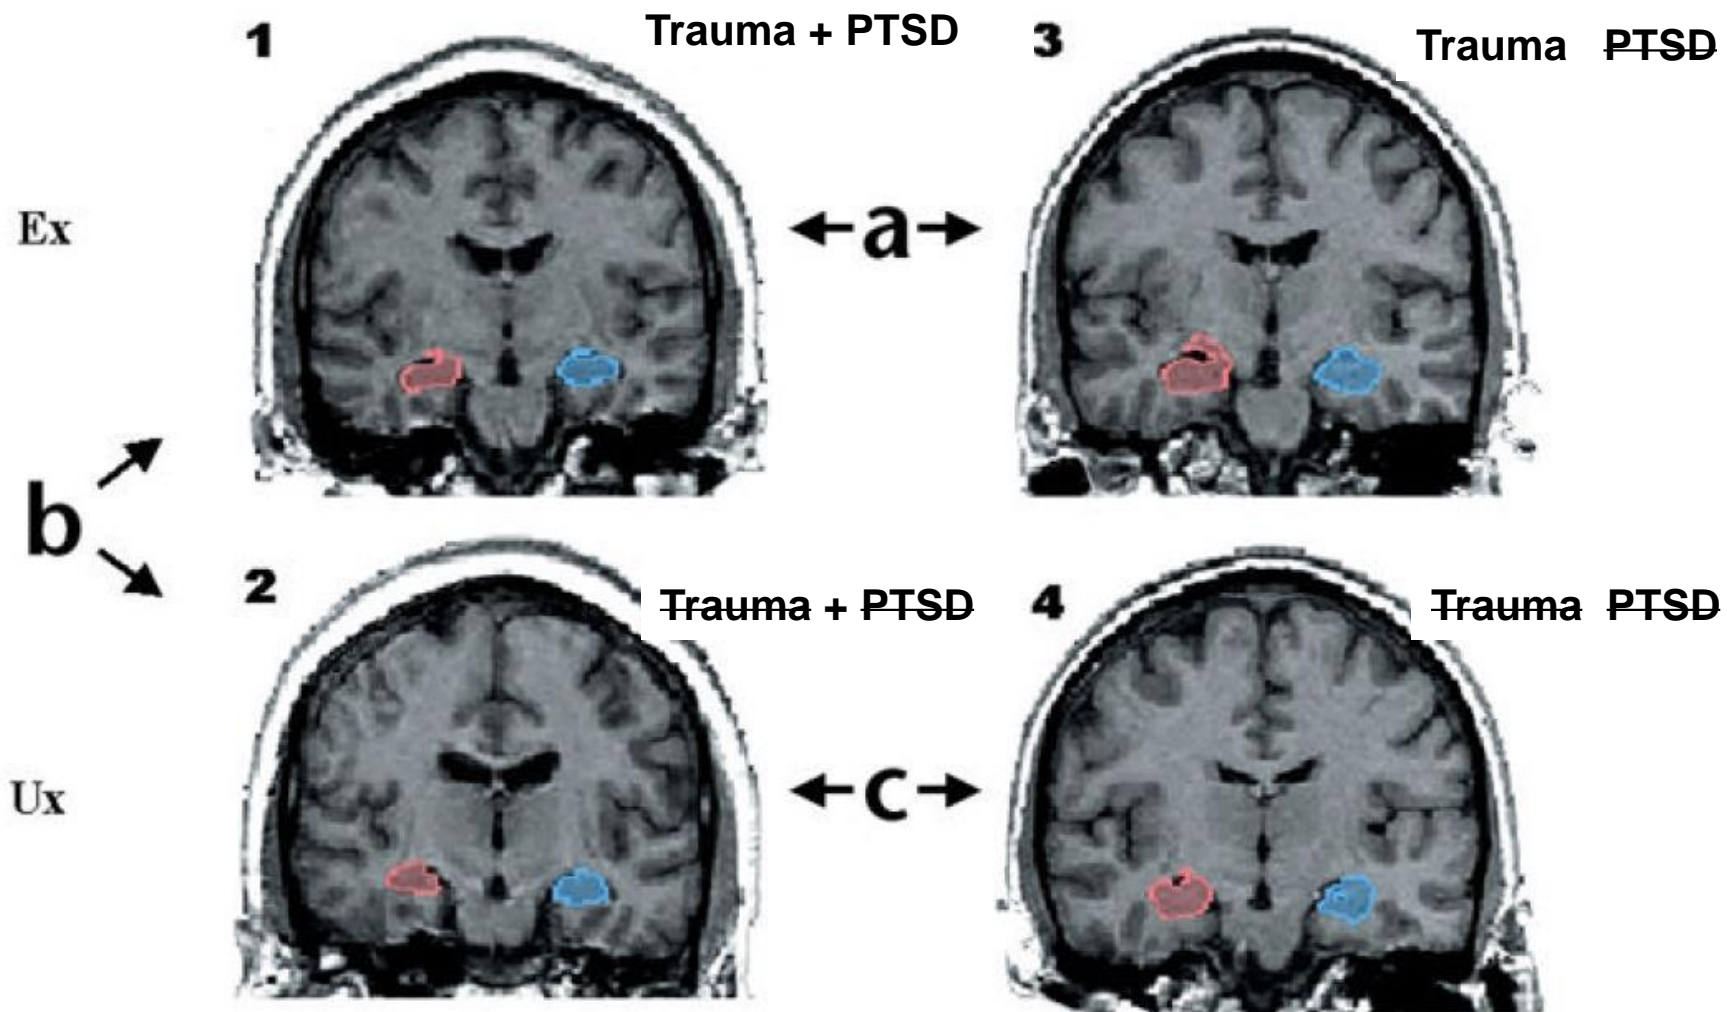 1 Trauma + PTSD
3 Trauma PTSD
Ex
a
b
2 Trauma + PTSD
4 Trauma PTSD
Ux
c